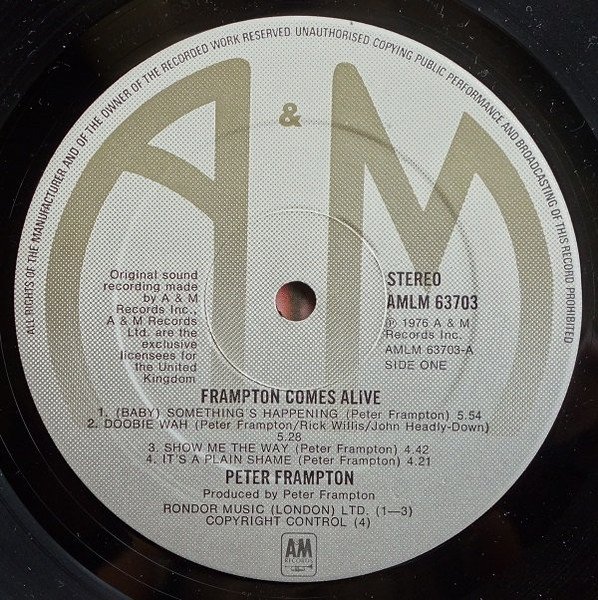 ALL RIGHTS OF THE MANUFACTURER AND OF THE OWNER OF THE RECORDED WORK RESERVED. UNAUTHORISED COPYING PUBLIC PERFORMANCE AND BROADCASTING OF THIS RECORD PROHIBITED
A & M
Original sound
recording made
by A & M
Records Inc.,
A & M Records
Ltd. are the
exclusive
licensees for
the United
Kingdom
STEREO
AMLM 63703
℗ 1976 A & M
Records Inc.
AMLM 63703-A
SIDE ONE
FRAMPTON COMES ALIVE
1. (BABY) SOMETHING S HAPPENING (Peter Frampton) 5.54
2. DOOBIE WAH (Peter Frampton/Rick Willis/John Headly-Down)
5.28
3. SHOW ME THE WAY (Peter Frampton) 4.42
4. IT'S A PLAIN SHAME (Peter Frampton) 4.21
PETER FRAMPTON
Produced by Peter Frampton
RONDOR MUSIC (LONDON) LTD. (1—3)
COPYRIGHT CONTROL (4)
AM
RECORDS